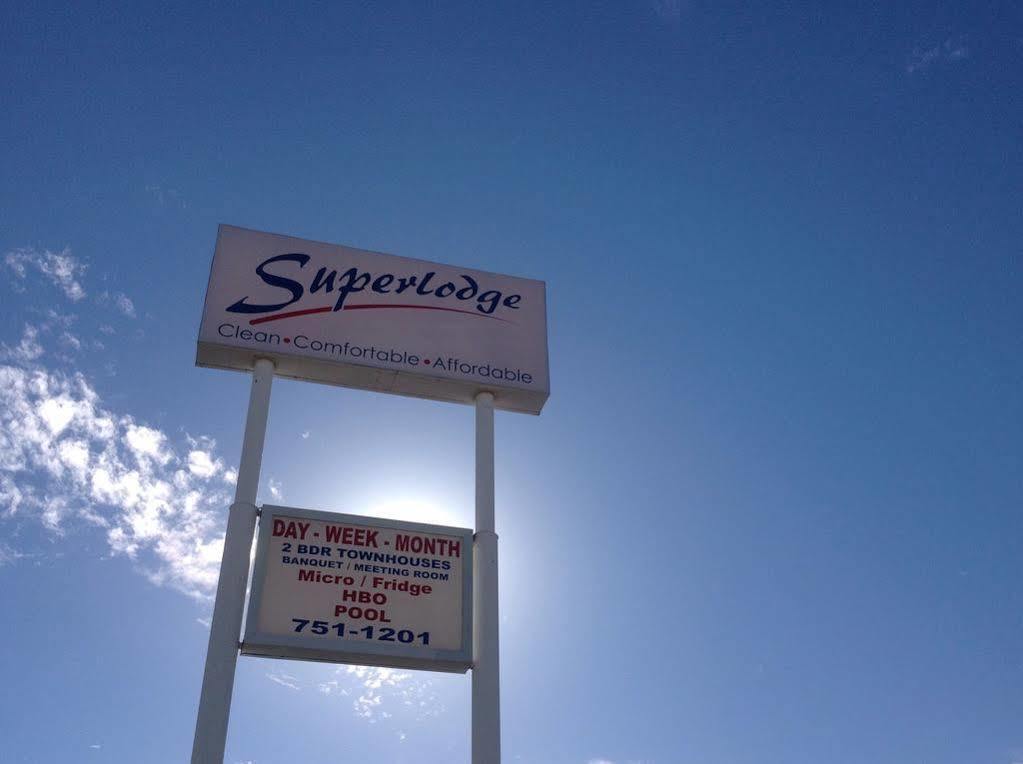 Superlodge
Clean•Comfortable•Affordable
DAY - WEEK - MONTH
2 BDR TOWNHOUSES
BANQUET / MEETING ROOM
Micro / Fridge
HBO
POOL
751-1201